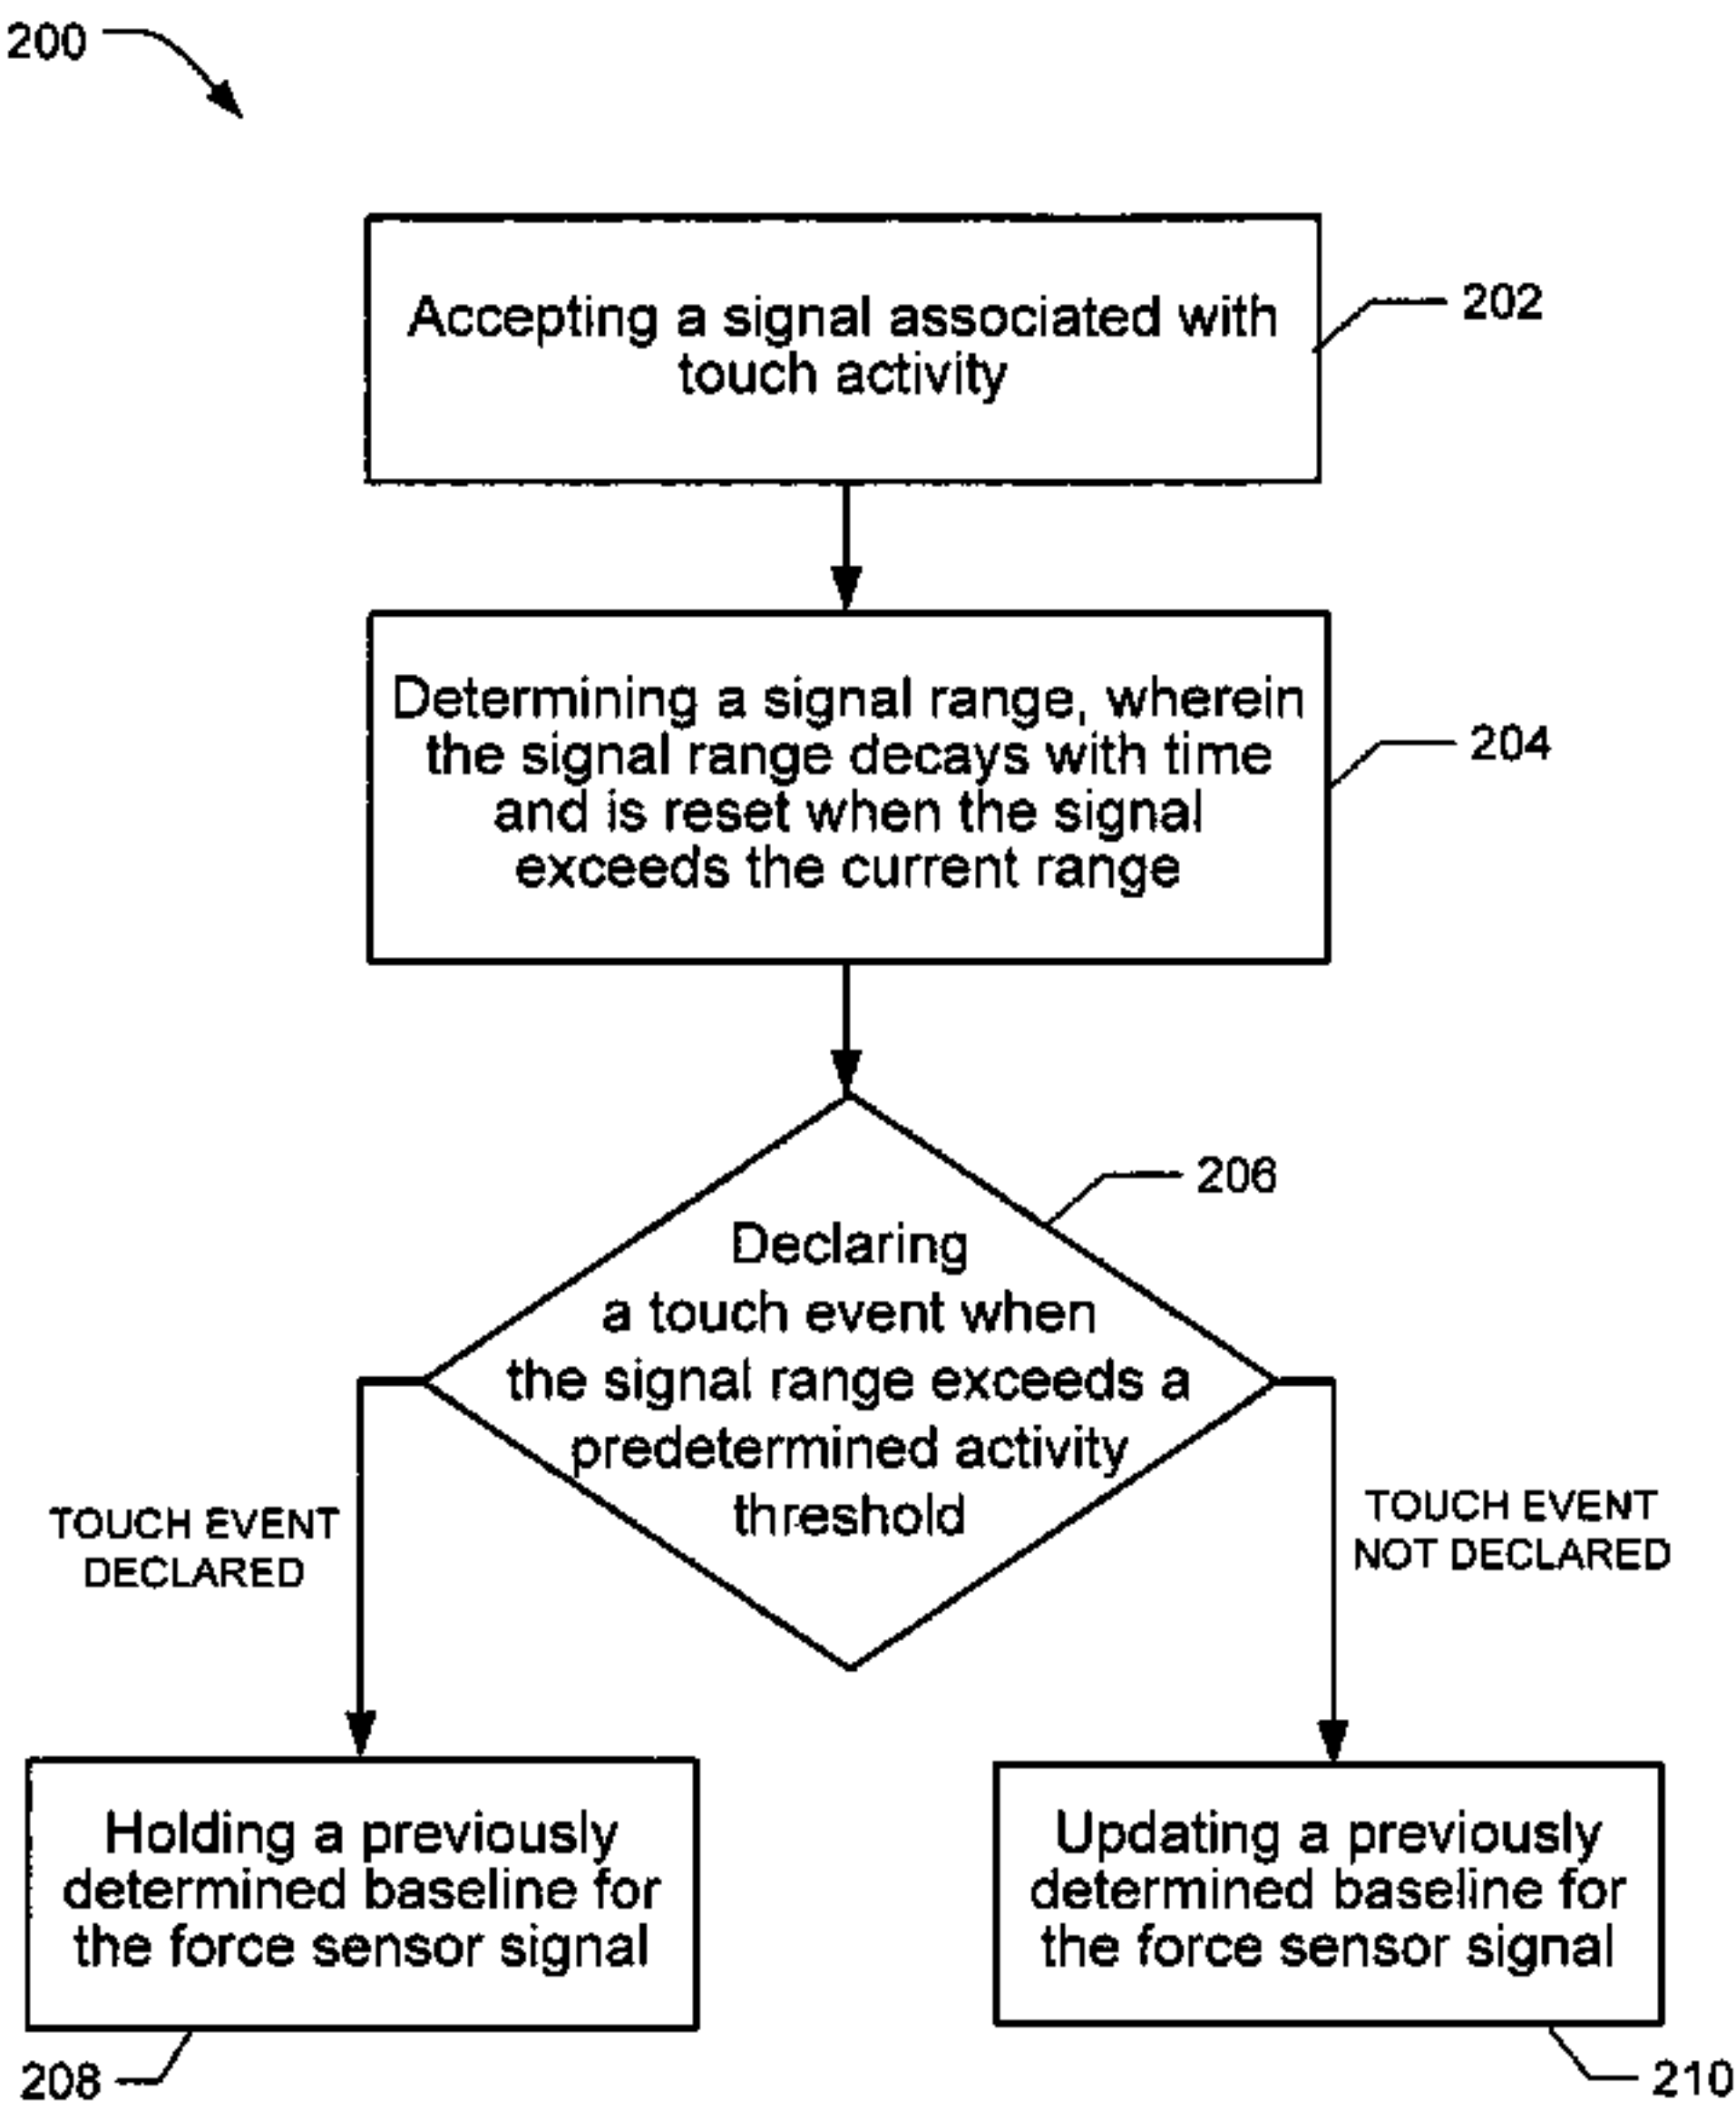 200
Accepting a signal associated with
touch activity
202
Determining a signal range, wherein
the signal range decays with time
and is reset when the signal
exceeds the current range
204
206
Declaring
a touch event when
the signal range exceeds a
predetermined activity
threshold
TOUCH EVENT
DECLARED
TOUCH EVENT
NOT DECLARED
Holding a previously
determined baseline for
the force sensor signal
208
Updating a previously
determined baseline for
the force sensor signal
210